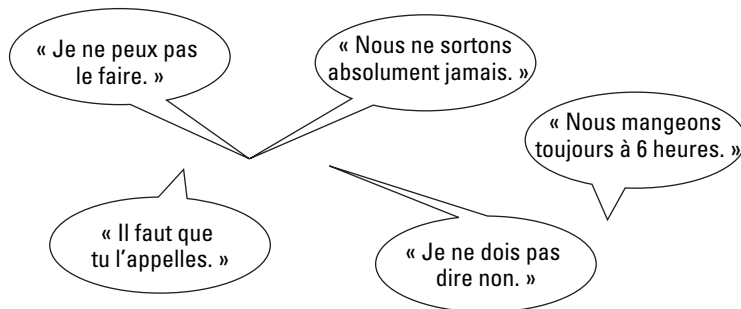 « Je ne peux pas
le faire. »
« Nous ne sortons
absolument jamais. »
« Nous mangeons
toujours à 6 heures. »
« Il faut que
tu l'appelles. »
« Je ne dois pas
dire non. »